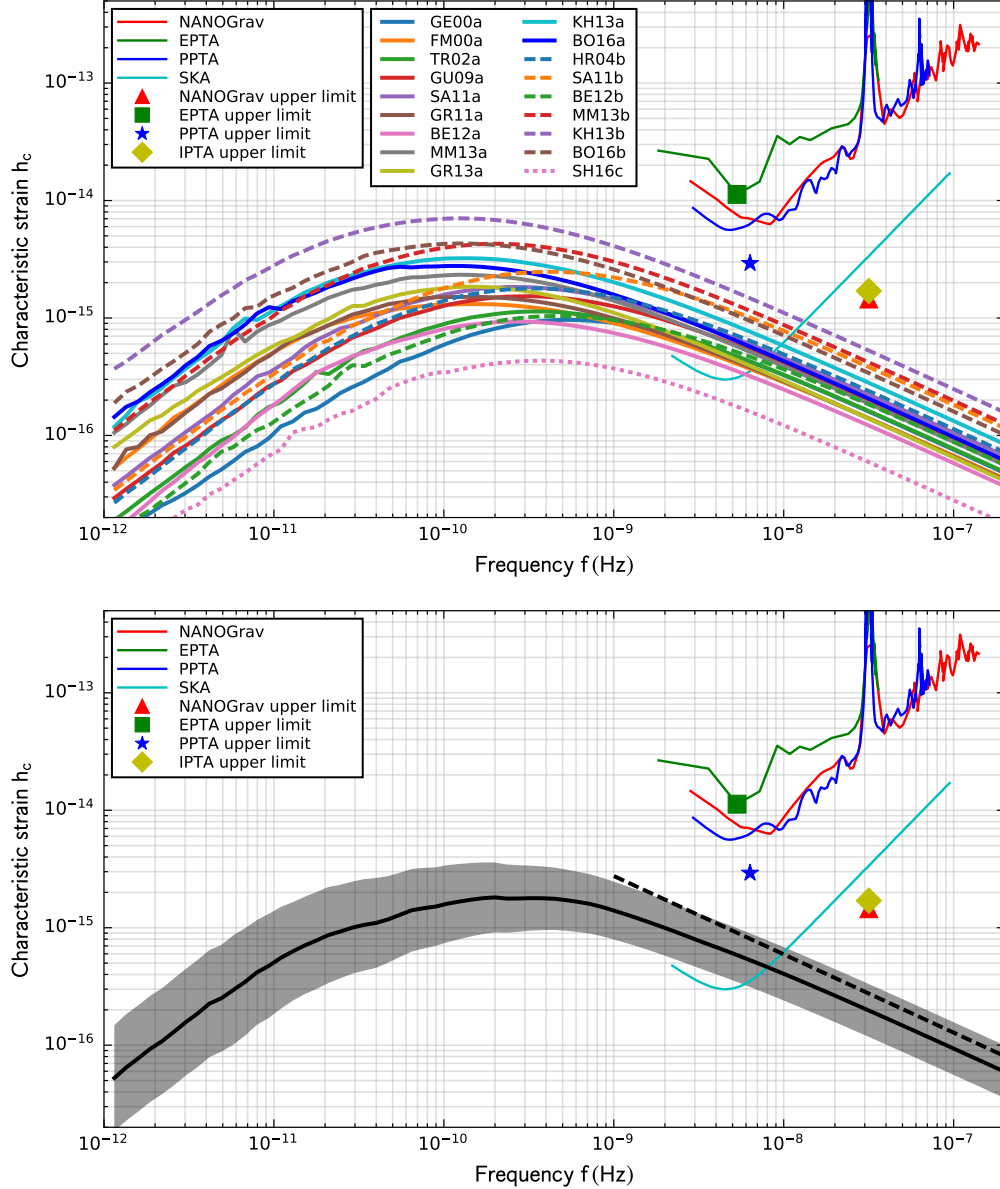 NANOGrav
EPTA
PPTA
SKA
NANOGrav upper limit
EPTA upper limit
PPTA upper limit
IPTA upper limit
GE00a
FM00a
TR02a
GU09a
SA11a
GR11a
BE12a
MM13a
GR13a
KH13a
BO16a
HR04b
SA11b
BE12b
MM13b
KH13b
BO16b
SH16c
Characteristic strain h_c
10⁻¹³
10⁻¹⁴
10⁻¹⁵
10⁻¹⁶
10⁻¹² 10⁻¹¹ 10⁻¹⁰ 10⁻⁹ 10⁻⁸ 10⁻⁷
Frequency f (Hz)
NANOGrav
EPTA
PPTA
SKA
NANOGrav upper limit
EPTA upper limit
PPTA upper limit
IPTA upper limit
Characteristic strain h_c
10⁻¹³
10⁻¹⁴
10⁻¹⁵
10⁻¹⁶
10⁻¹² 10⁻¹¹ 10⁻¹⁰ 10⁻⁹ 10⁻⁸ 10⁻⁷
Frequency f (Hz)